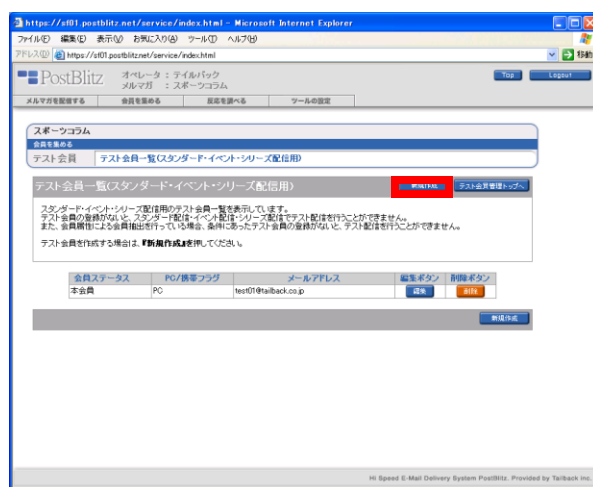 https://sf01.postblitz.net/service/index.html - Microsoft Internet Explorer
ファイル(F) 編集(E) 表示(V) お気に入り(A) ツール(T) ヘルプ(H)
アドレス(D) https://sf01.postblitz.net/service/index.html 移動
PostBlitz オペレータ : テイルバック Top Logout
メルマガ : スポーツコラム
メルマガを配信する 会員を集める 反応を調べる ツールの設定
スポーツコラム
会員を集める
テスト会員 テスト会員一覧(スタンダード・イベント・シリーズ配信用)
テスト会員一覧(スタンダード・イベント・シリーズ配信用) 新規作成 テスト会員管理トップへ
スタンダード・イベント・シリーズ配信用のテスト会員一覧を表示しています。
テスト会員の登録がないと、スタンダード配信・イベント配信・シリーズ配信でテスト配信を行うことができません。
また、会員属性による会員抽出を行っている場合、条件にあったテスト会員の登録がないと、テスト配信を行うことができません。
テスト会員を作成する場合は、『新規作成』を押してください。
会員ステータス PC/携帯フラグ メールアドレス 編集ボタン 削除ボタン
本会員 PC test01@tailback.co.jp 編集 削除
新規作成
Hi Speed E-Mail Delivery System PostBlitz. Provided by Tailback inc.